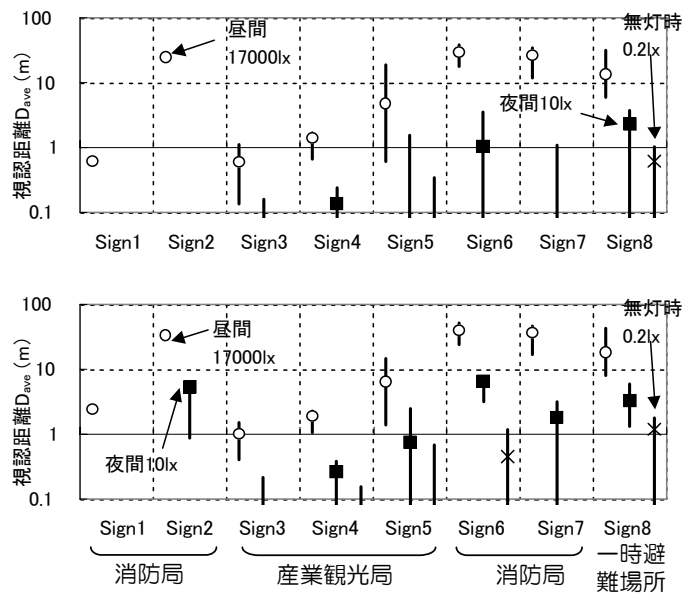 無灯時
0.2lx
昼間
17000lx
夜間10lx
視認距離Dave (m)
100
10
1
0.1
Sign1 Sign2 Sign3 Sign4 Sign5 Sign6 Sign7 Sign8
無灯時
0.2lx
昼間
17000lx
夜間10lx
視認距離Dave (m)
100
10
1
0.1
Sign1 Sign2 Sign3 Sign4 Sign5 Sign6 Sign7 Sign8
消防局 産業観光局 消防局 一時避
難場所